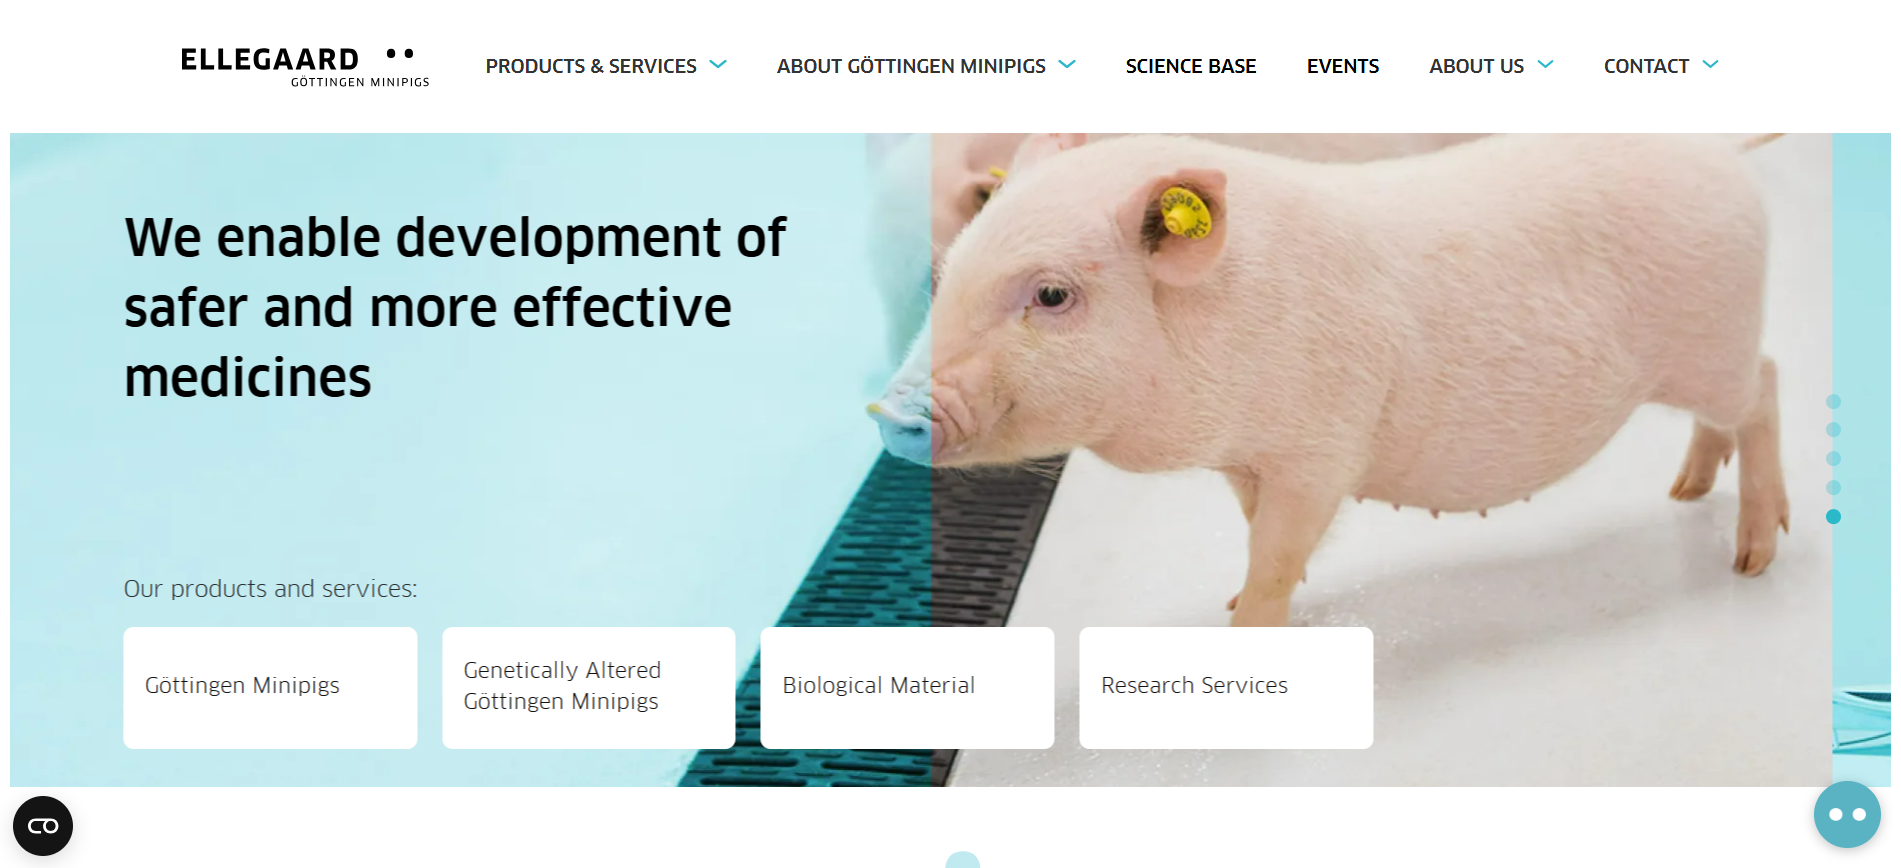 ELLEGAARD
GÖTTINGEN MINIPIGS
PRODUCTS & SERVICES
ABOUT GÖTTINGEN MINIPIGS
SCIENCE BASE
EVENTS
ABOUT US
CONTACT
We enable development of
safer and more effective
medicines
Our products and services:
Göttingen Minipigs
Genetically Altered
Göttingen Minipigs
Biological Material
Research Services